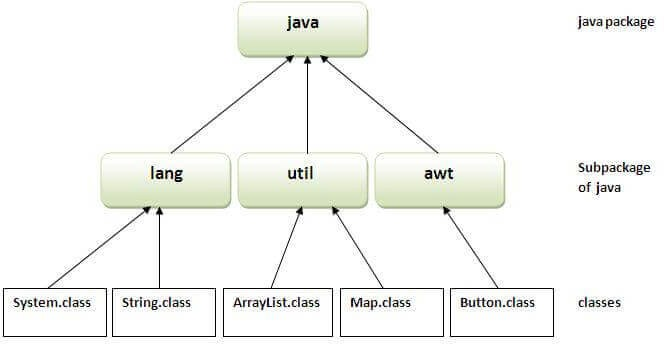 java
java package
lang
util
awt
Subpackage
of java
System.class
String.class
ArrayList.class
Map.class
Button.class
classes